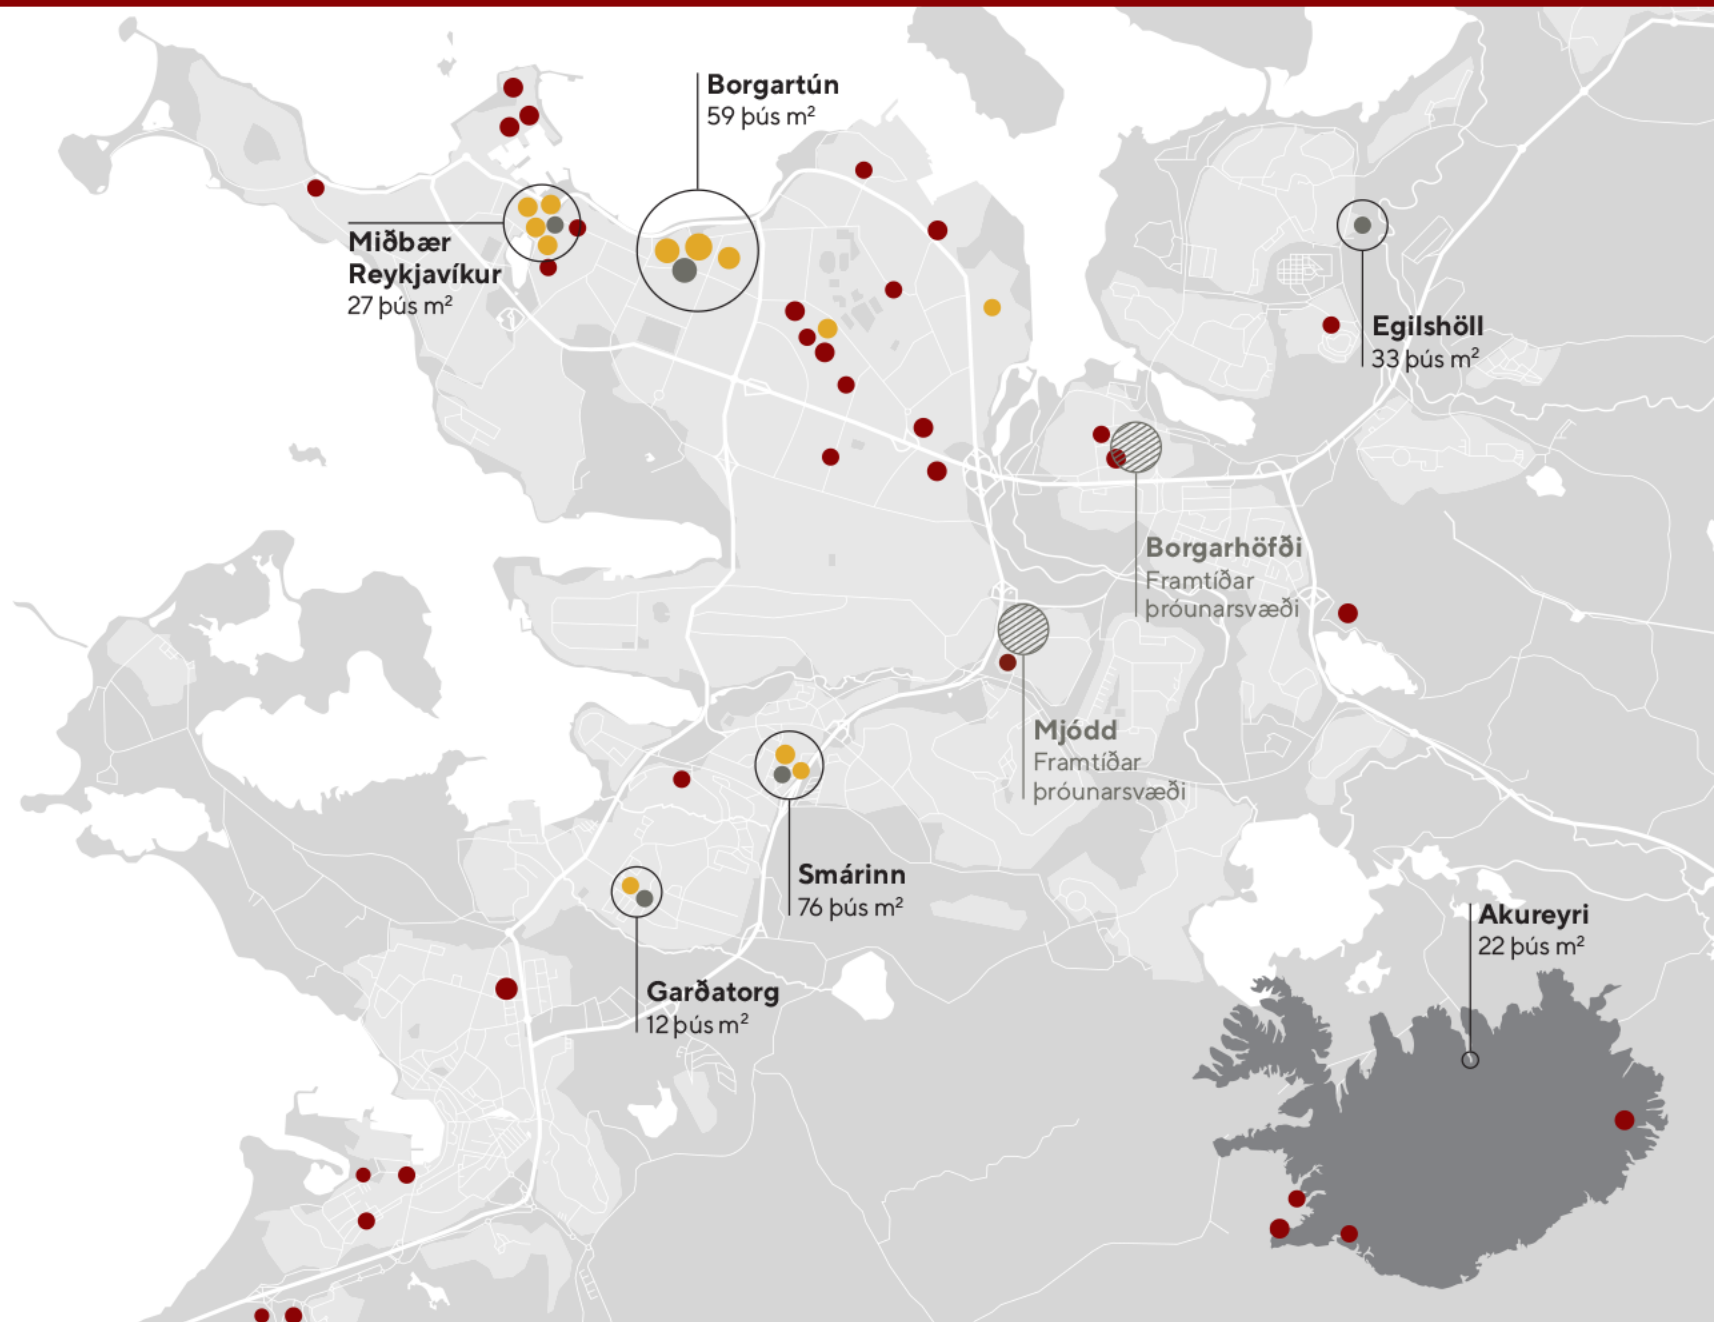 Borgartún
59 þús m²
Miðbær
Reykjavíkur
27 þús m²
Egilshöll
33 þús m²
Borgarhöfði
Framtíðar
þróunarsvæði
Mjódd
Framtíðar
þróunarsvæði
Smárinn
76 þús m²
Akureyri
22 þús m²
Garðatorg
12 þús m²